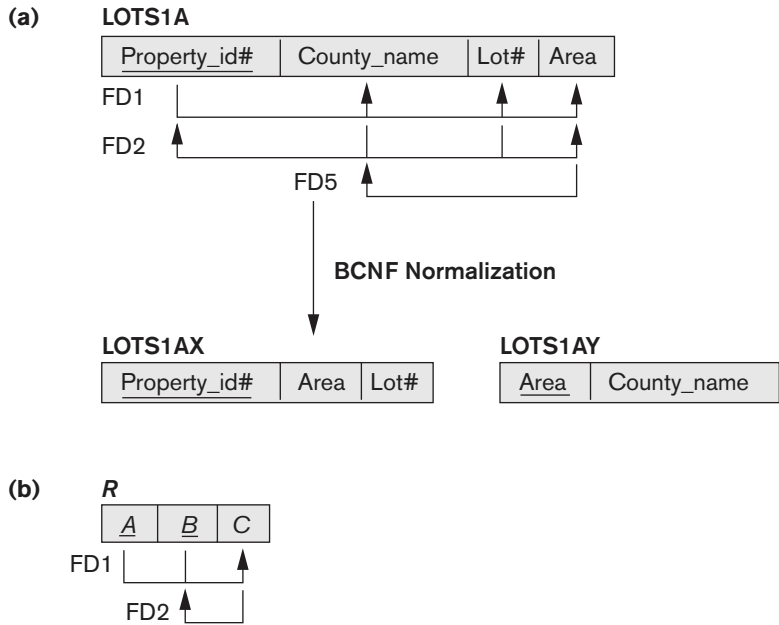 (a) LOTS1A
Property_id# County_name Lot# Area
FD1
FD2
FD5
BCNF Normalization
LOTS1AX LOTS1AY
Property_id# Area Lot# Area County_name
(b) R
A B C
FD1
FD2